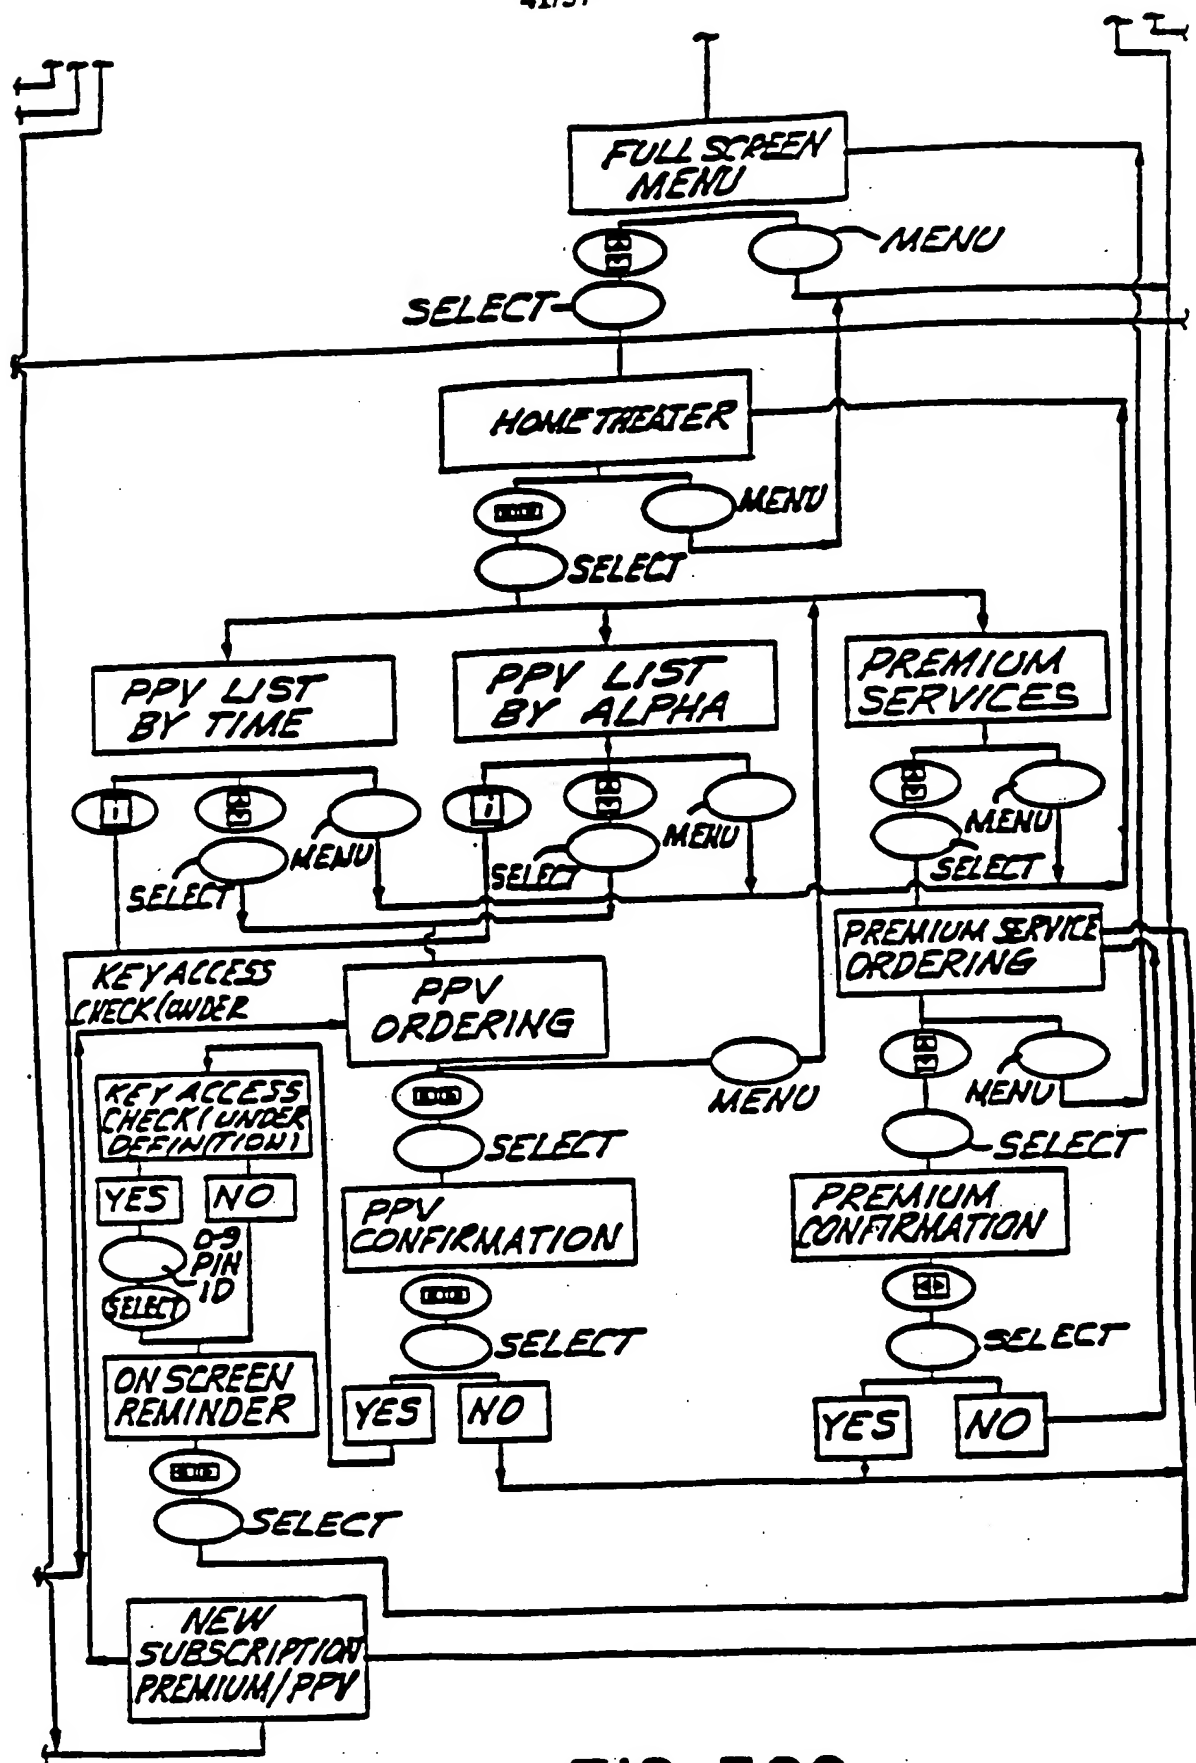 FULL SCREEN
MENU
MENU
SELECT
HOME THEATER
MENU
SELECT
PPV LIST
BY TIME
PPV LIST
BY ALPHA
PREMIUM
SERVICES
i
MENU
SELECT
i
MENU
SELECT
MENU
SELECT
KEY ACCESS
CHECK (UNDER
PPV
ORDERING
PREMIUM SERVICE
ORDERING
MENU
MENU
KEY ACCESS
CHECK (UNDER
DEFINITION)
SELECT
SELECT
YES
NO
PPV
CONFIRMATION
PREMIUM
CONFIRMATION
0-9
PIN
ID
SELECT
SELECT
SELECT
ON SCREEN
REMINDER
YES
NO
YES
NO
SELECT
NEW
SUBSCRIPTION
PREMIUM/PPV